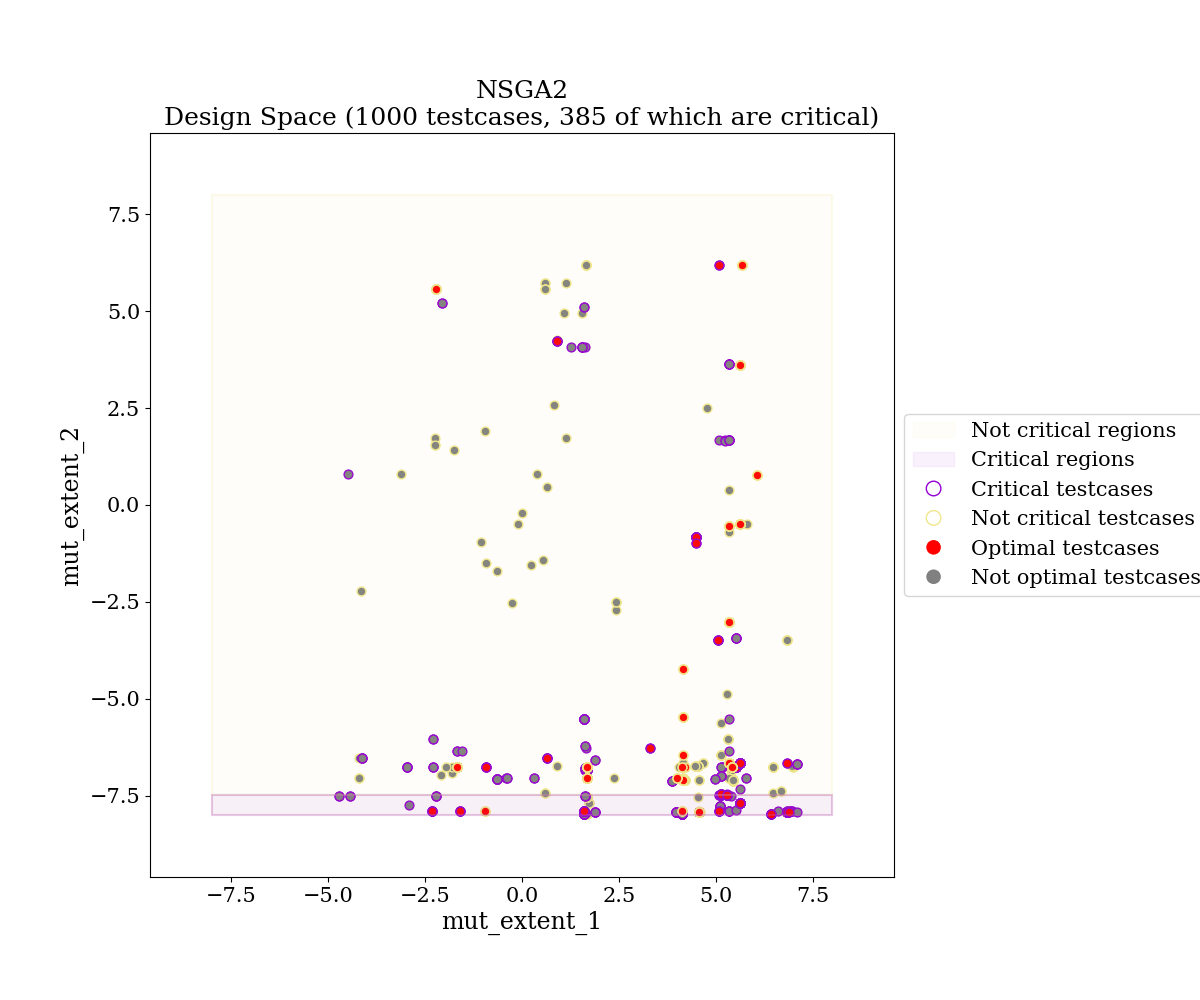 NSGA2
Design Space (1000 testcases, 385 of which are critical)
7.5
5.0
2.5
0.0
−2.5
−5.0
−7.5
mut_extent_2
−7.5
−5.0
−2.5
0.0
2.5
5.0
7.5
mut_extent_1
Not critical regions
Critical regions
Critical testcases
Not critical testcases
Optimal testcases
Not optimal testcases